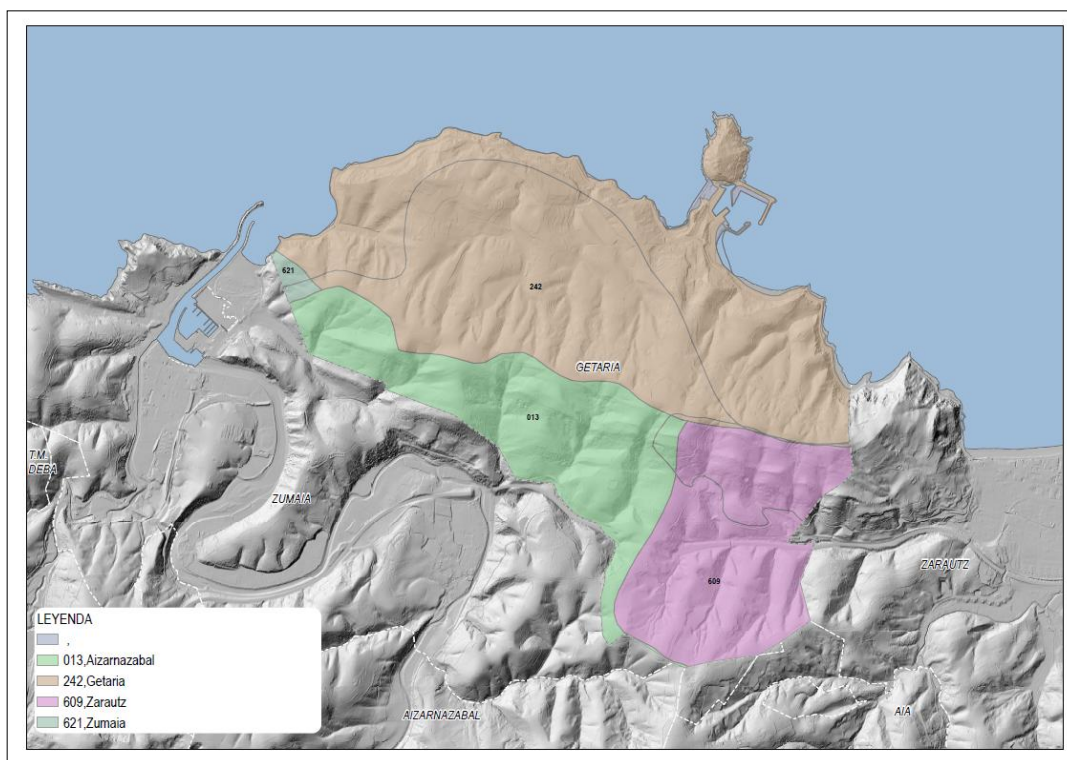 621
242
GETARIA
013
T.M.
DEBA
ZUMAIA
ZARAUTZ
609
LEYENDA
,
013,Aizarnazabal
242,Getaria
609,Zarautz
621,Zumaia
AIZARNAZABAL
AIA